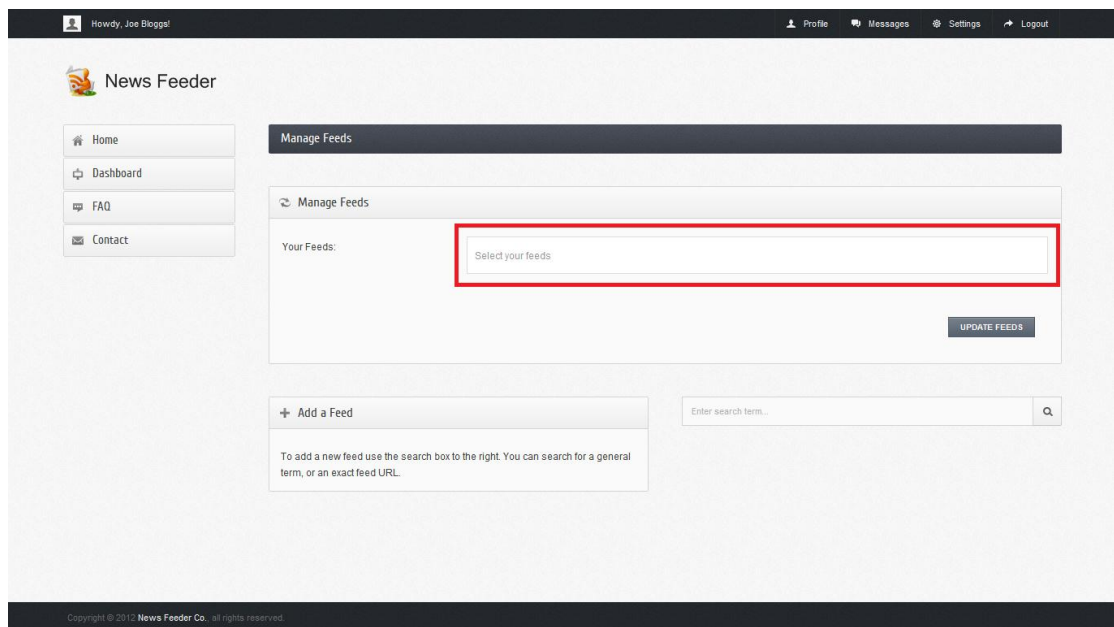 Howdy, Joe Bloggs!
Profile
Messages
Settings
Logout
News Feeder
Home
Dashboard
FAQ
Contact
Manage Feeds
Manage Feeds
Your Feeds:
Select your feeds
UPDATE FEEDS
Add a Feed
To add a new feed use the search box to the right. You can search for a general
term, or an exact feed URL.
Enter search term...
Copyright © 2012 News Feeder Co., all rights reserved.